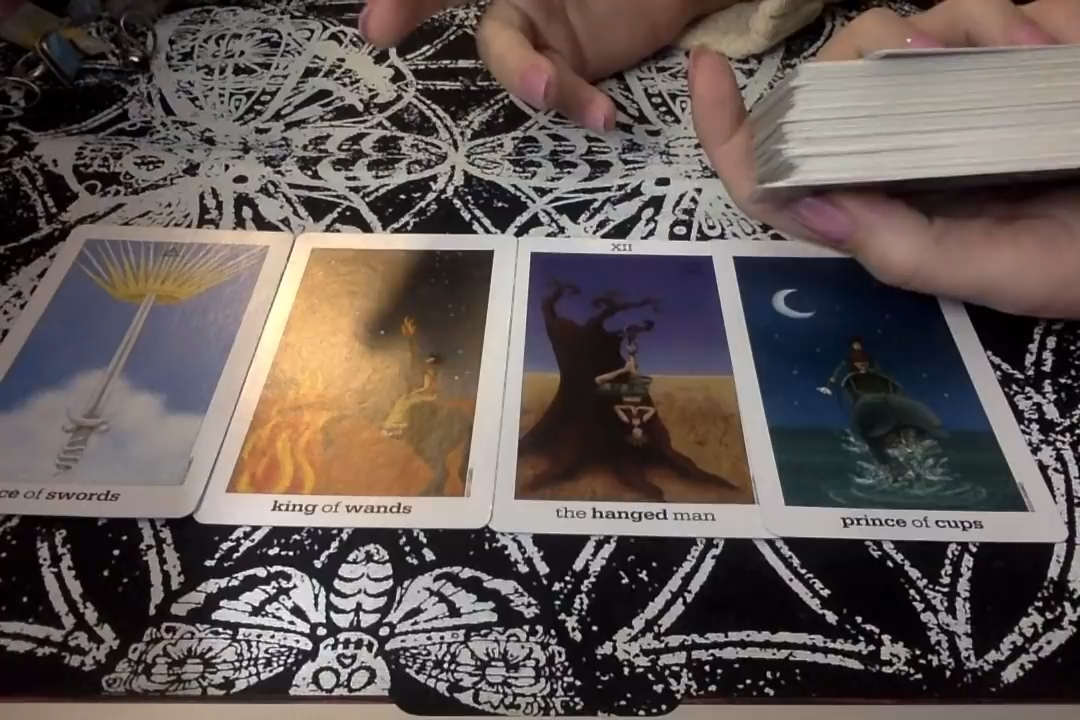 ce of swords
king of wands
XII
the hanged man
prince of cups